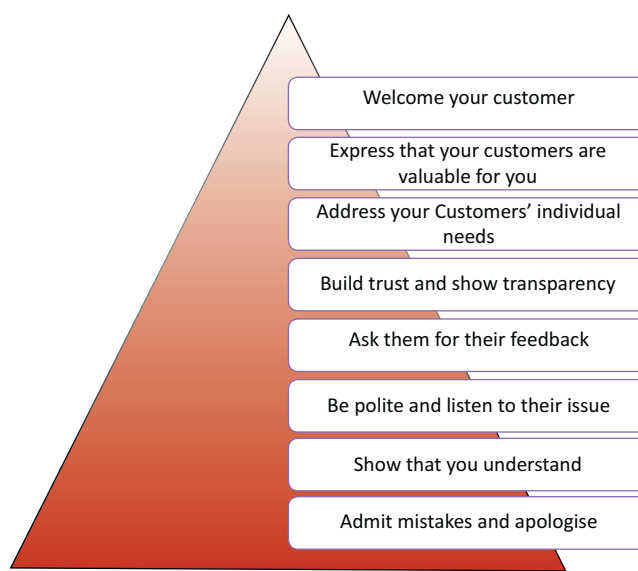 Welcome your customer
Express that your customers are
valuable for you
Address your Customers’ individual
needs
Build trust and show transparency
Ask them for their feedback
Be polite and listen to their issue
Show that you understand
Admit mistakes and apologise